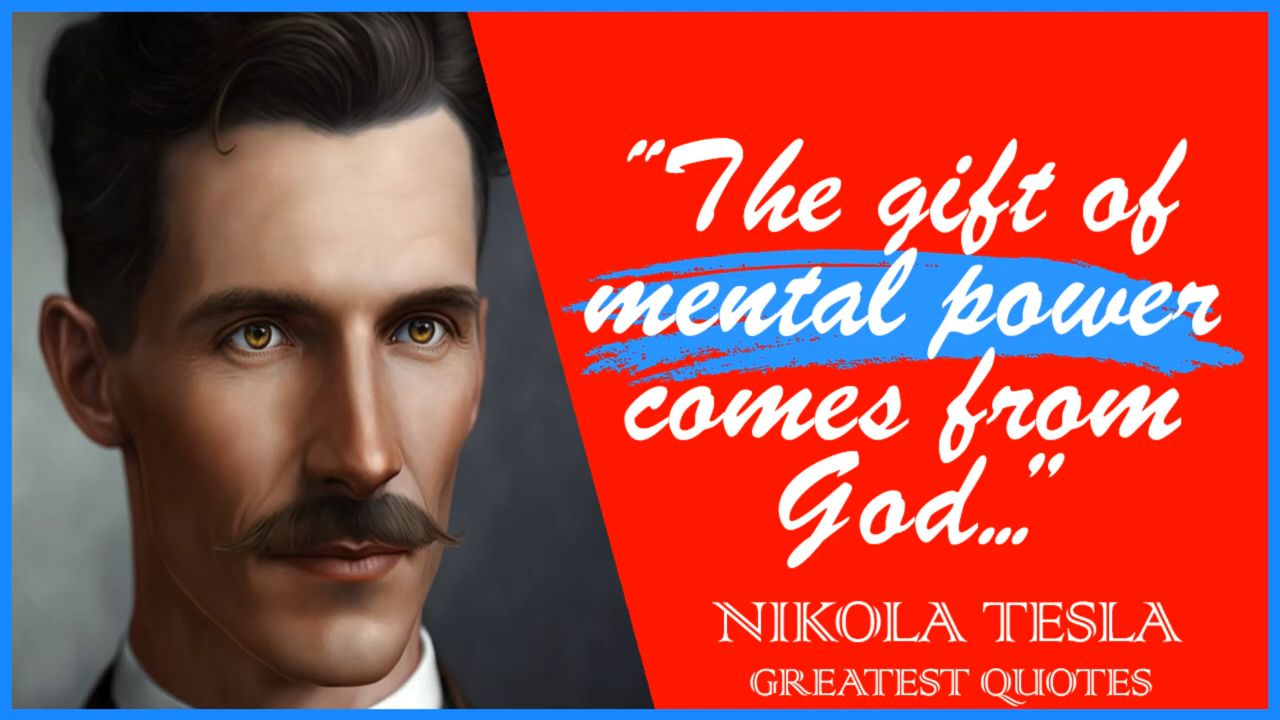 “The gift of
mental power
comes from
God...”
NIKOLA TESLA
GREATEST QUOTES